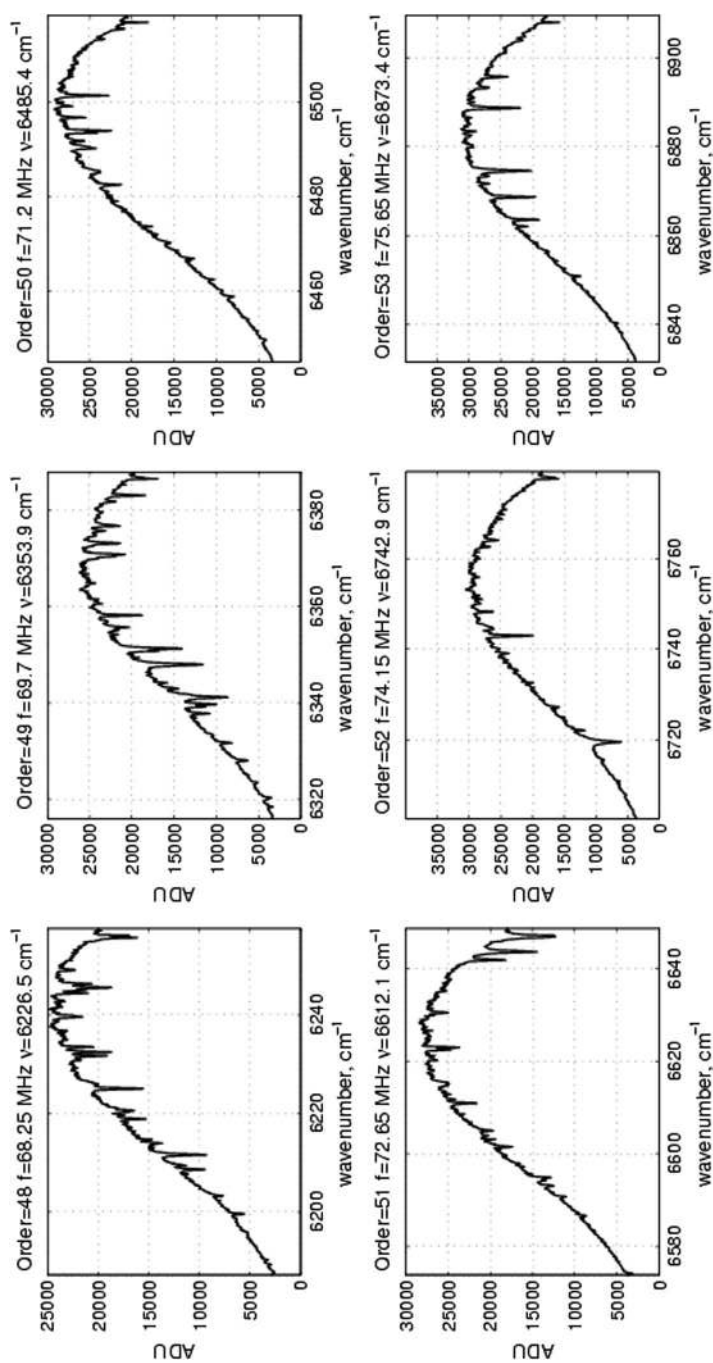 Order=48 f=68.25 MHz ν=6226.5 cm⁻¹
25000
20000
15000
10000
5000
0
ADU
6200 6220 6240
wavenumber, cm⁻¹
Order=49 f=69.7 MHz ν=6353.9 cm⁻¹
30000
25000
20000
15000
10000
5000
0
ADU
6320 6340 6360 6380
wavenumber, cm⁻¹
Order=50 f=71.2 MHz ν=6485.4 cm⁻¹
30000
25000
20000
15000
10000
5000
0
ADU
6460 6480 6500
wavenumber, cm⁻¹
Order=51 f=72.65 MHz ν=6612.1 cm⁻¹
30000
25000
20000
15000
10000
5000
0
ADU
6580 6600 6620 6640
wavenumber, cm⁻¹
Order=52 f=74.15 MHz ν=6742.9 cm⁻¹
40000
35000
30000
25000
20000
15000
10000
5000
0
ADU
6720 6740 6760
wavenumber, cm⁻¹
Order=53 f=75.65 MHz ν=6873.4 cm⁻¹
40000
35000
30000
25000
20000
15000
10000
5000
0
ADU
6840 6860 6880 6900
wavenumber, cm⁻¹